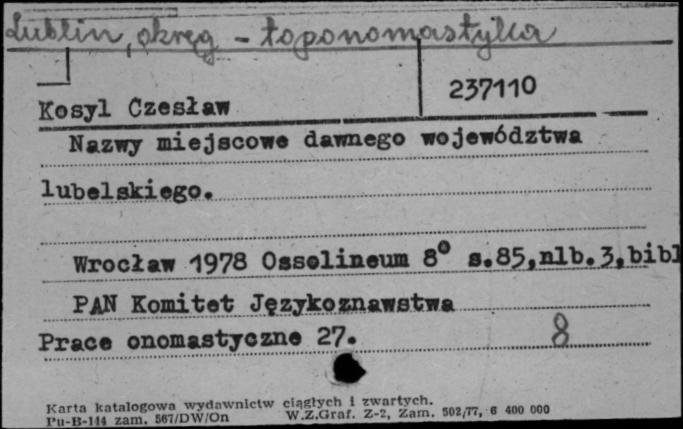 Lublin, okręg - toponomastyka
237110
Kosyl Czesław
Nazwy miejscowe dawnego województwa
lubelskiego.
Wrocław 1978 Ossolineum 8° s.85,nlb.3,bibl
PAN Komitet Językoznawstwa
Prace onomastyczne 27.
8
Karta katalogowa wydawnictw ciągłych i zwartych.
Pu-B-144 zam. 567/DW/On W.Z.Graf. Z-2, Zam. 502/77, 6 400 000